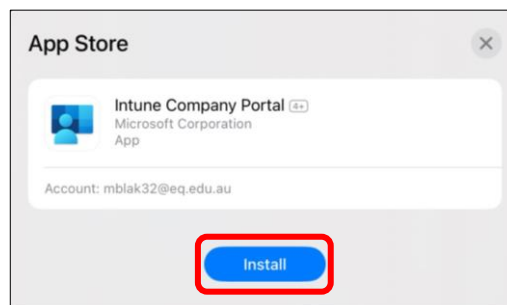 App Store
Intune Company Portal 4+
Microsoft Corporation
App
Account: mblak32@eq.edu.au
Install